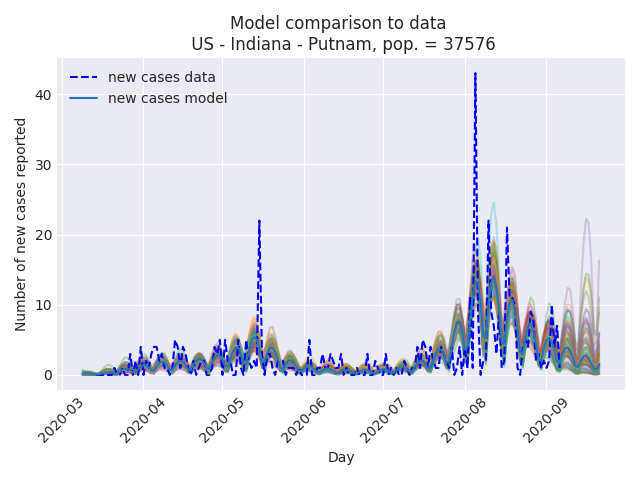 Model comparison to data
US - Indiana - Putnam, pop. = 37576
new cases data
new cases model
Number of new cases reported
40
30
20
10
0
2020-03
2020-04
2020-05
2020-06
2020-07
2020-08
2020-09
Day